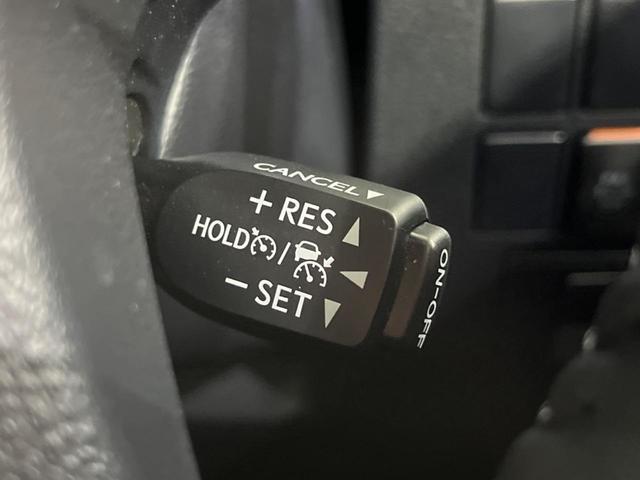 CANCEL
+ RES
HOLD /
- SET
ON-OFF